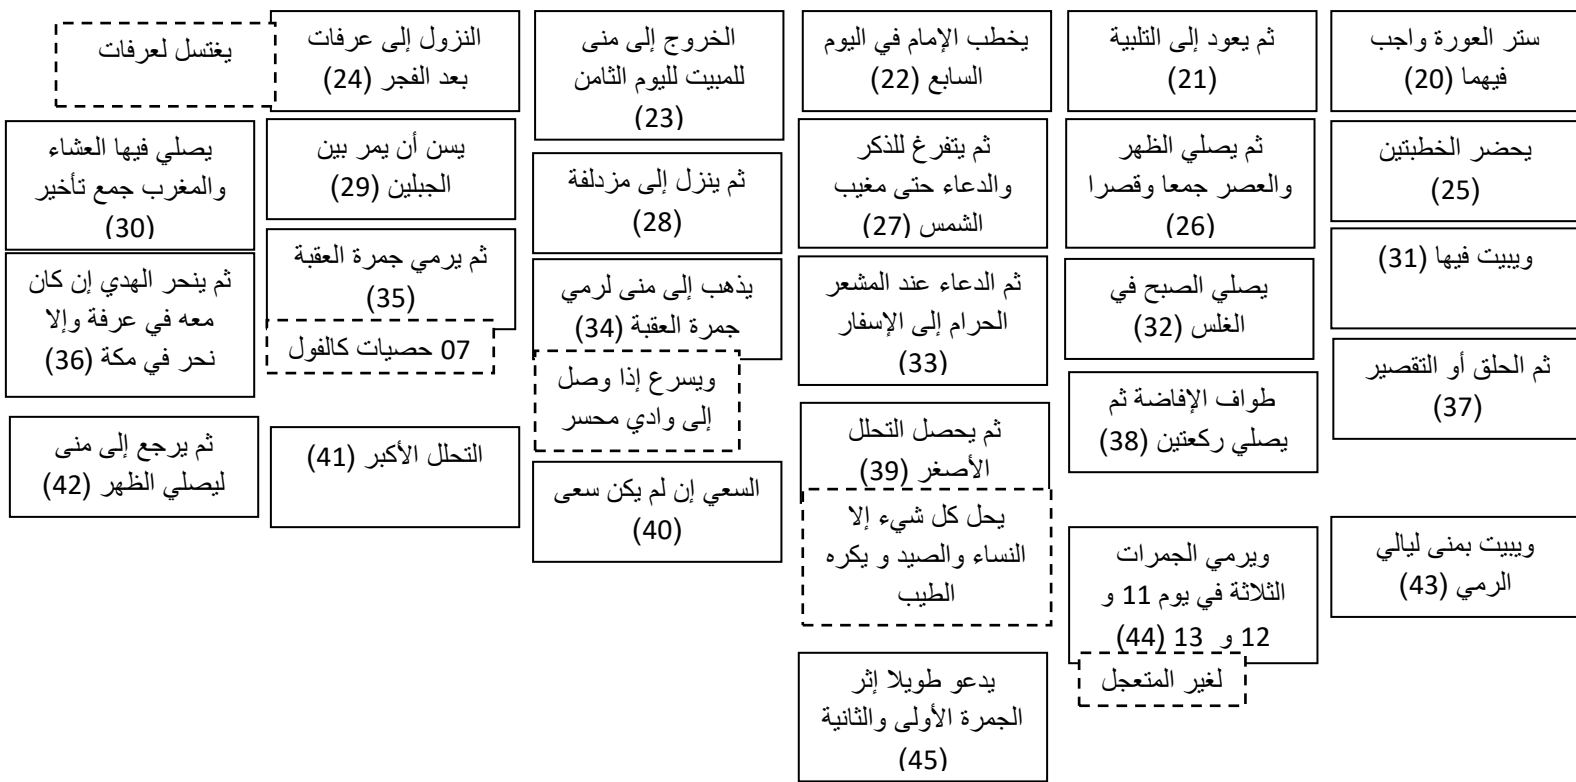 ستر العورة واجب
فيهما (20)
ثم يعود إلى التلبية
(21)
يخطب الإمام في اليوم
السابع (22)
الخروج إلى منى
للمبيت لليوم الثامن
(23)
النزول إلى عرفات
بعد الفجر (24)
يغتسل لعرفات
يحضر الخطبتين
(25)
ثم يصلي الظهر
والعصر جمعا وقصرا
(26)
ثم يتفرغ للذكر
والدعاء حتى مغيب
الشمس (27)
ثم ينزل إلى مزدلفة
(28)
يسن أن يمر بين
الجبلين (29)
يصلي فيها العشاء
والمغرب جمع تأخير
(30)
ويبيت فيها (31)
يصلي الصبح في
الغلس (32)
ثم الدعاء عند المشعر
الحرام إلى الإسفار
(33)
يذهب إلى منى لرمي
جمرة العقبة (34)
ويسرع إذا وصل
إلى وادي محسر
ثم يرمي جمرة العقبة
(35)
07 حصيات كالفول
ثم ينحر الهدي إن كان
معه في عرفة وإلا
نحر في مكة (36)
ثم الحلق أو التقصير
(37)
طواف الإفاضة ثم
يصلي ركعتين (38)
ثم يحصل التحلل
الأصغر (39)
يحل كل شيء إلا
النساء والصيد و يكره
الطيب
السعي إن لم يكن سعى
(40)
التحلل الأكبر (41)
ثم يرجع إلى منى
ليصلي الظهر (42)
ويبيت بمنى ليالي
الرمي (43)
ويرمي الجمرات
الثلاثة في يوم 11 و
12 و 13 (44)
لغير المتعجل
يدعو طويلا إثر
الجمرة الأولى والثانية
(45)